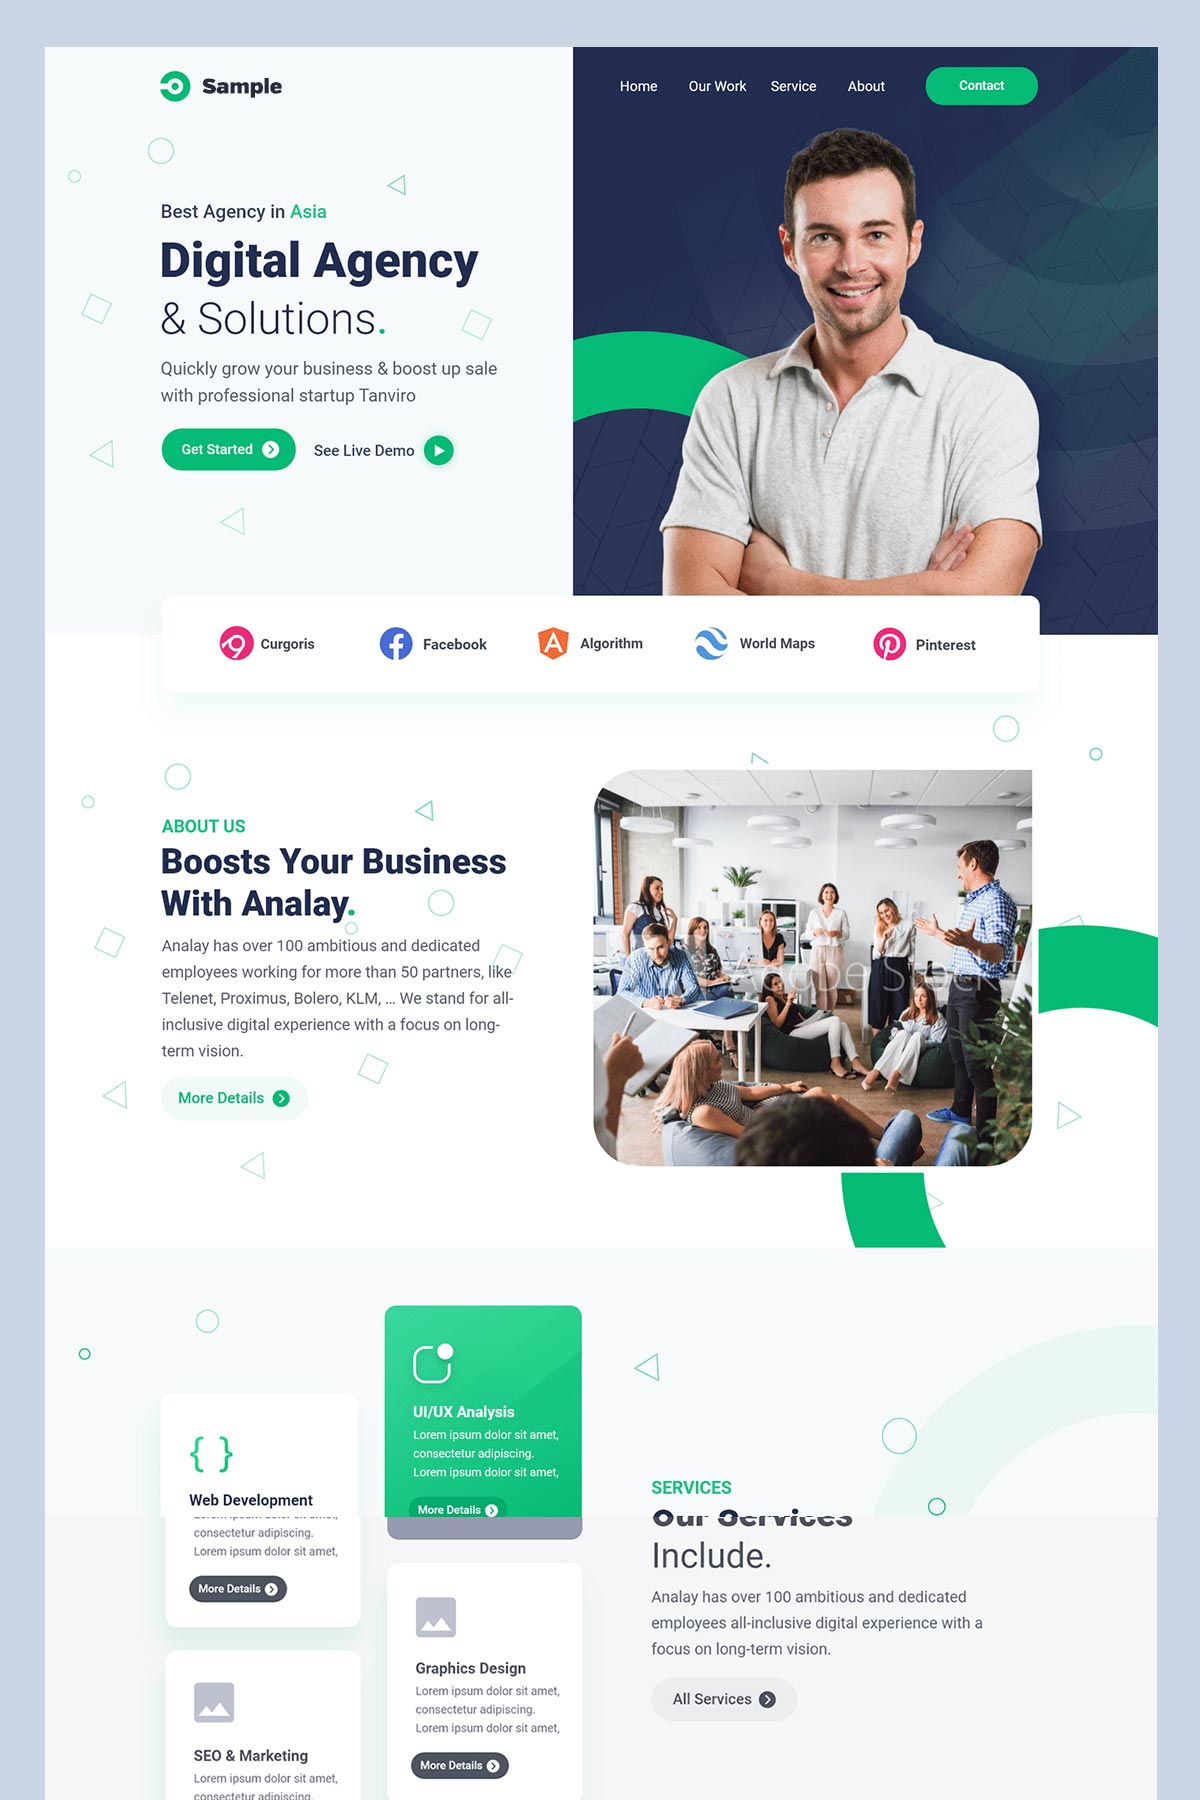 Sample
Home Our Work Service About Contact
Best Agency in Asia
Digital Agency
& Solutions.
Quickly grow your business & boost up sale
with professional startup Tanviro
Get Started See Live Demo
Curgoris Facebook Algorithm World Maps Pinterest
ABOUT US
Boosts Your Business
With Analay.
Analay has over 100 ambitious and dedicated
employees working for more than 50 partners, like
Telenet, Proximus, Bolero, KLM, ... We stand for all-
inclusive digital experience with a focus on long-
term vision.
More Details
Adobe Stock
UI/UX Analysis
Lorem ipsum dolor sit amet,
consectetur adipiscing.
Lorem ipsum dolor sit amet,
More Details
Web Development
Lorem ipsum dolor sit amet,
consectetur adipiscing.
Lorem ipsum dolor sit amet,
More Details
SERVICES
Our Services
Include.
Analay has over 100 ambitious and dedicated
employees all-inclusive digital experience with a
focus on long-term vision.
All Services
Graphics Design
Lorem ipsum dolor sit amet,
consectetur adipiscing.
Lorem ipsum dolor sit amet,
More Details
SEO & Marketing
Lorem ipsum dolor sit amet,
consectetur adipiscing.